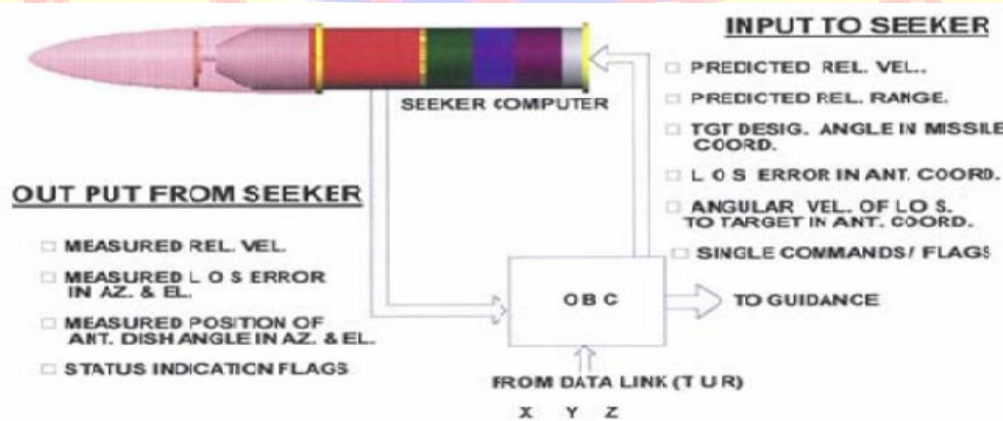 INPUT TO SEEKER
PREDICTED REL. VEL.
PREDICTED REL. RANGE.
TGT DESIG. ANGLE IN MISSILE
COORD.
L O S ERROR IN ANT. COORD.
ANGULAR VEL. OF L O S.
TO TARGET IN ANT. COORD.
SINGLE COMMANDS / FLAGS
SEEKER COMPUTER
OUT PUT FROM SEEKER
MEASURED REL. VEL.
MEASURED L O S ERROR
IN AZ. & EL.
MEASURED POSITION OF
ANT. DISH ANGLE IN AZ. & EL.
STATUS INDICATION FLAGS
O B C
TO GUIDANCE
FROM DATA LINK (T U R)
X Y Z